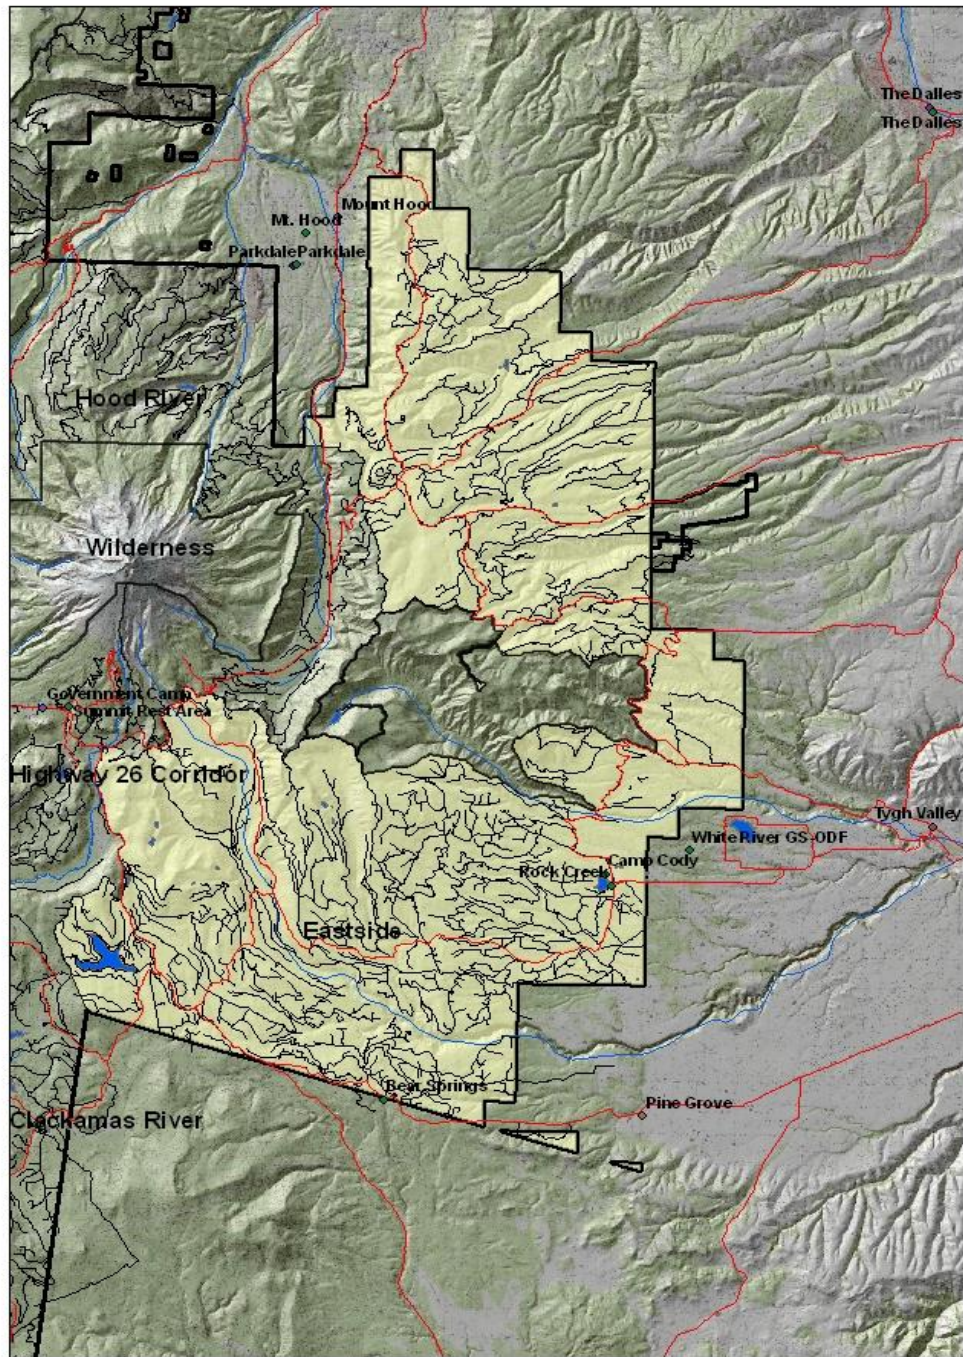 The Dalles
The Dalles
Mount Hood
Mt. Hood
ParkdaleParkdale
Hood River
Wilderness
Government Camp
Summit Rest Area
Highway 26 Corridor
Tygh Valley
White River GS-ODF
Camp Cody
Rock Creek
Eastside
Bear Springs
Pine Grove
Clackamas River